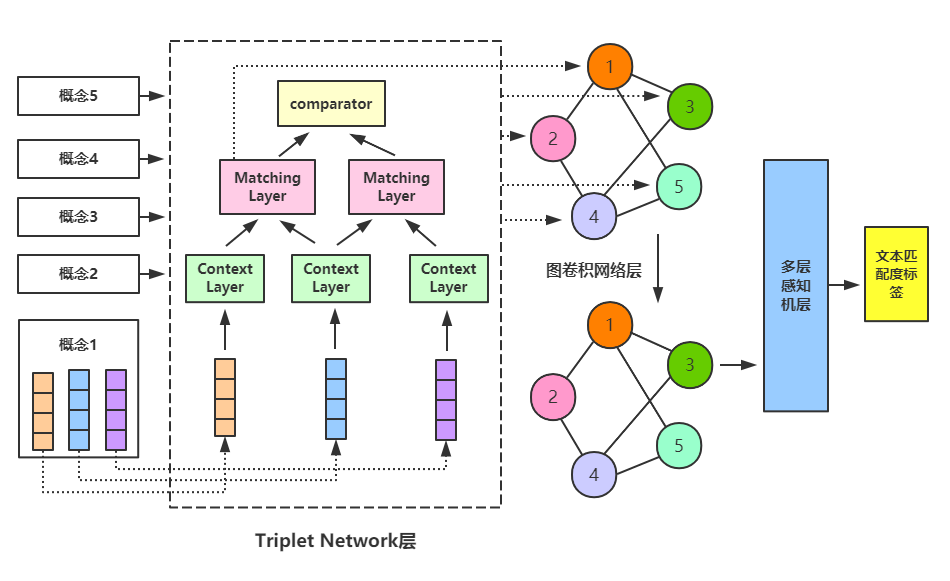 概念5
概念4
概念3
概念2
概念1
comparator
Matching
Layer
Matching
Layer
Context
Layer
Context
Layer
Context
Layer
Triplet Network层
1
2
3
4
5
图卷积网络层
1
2
3
4
5
多层
感知
机层
文本匹
配度标
签